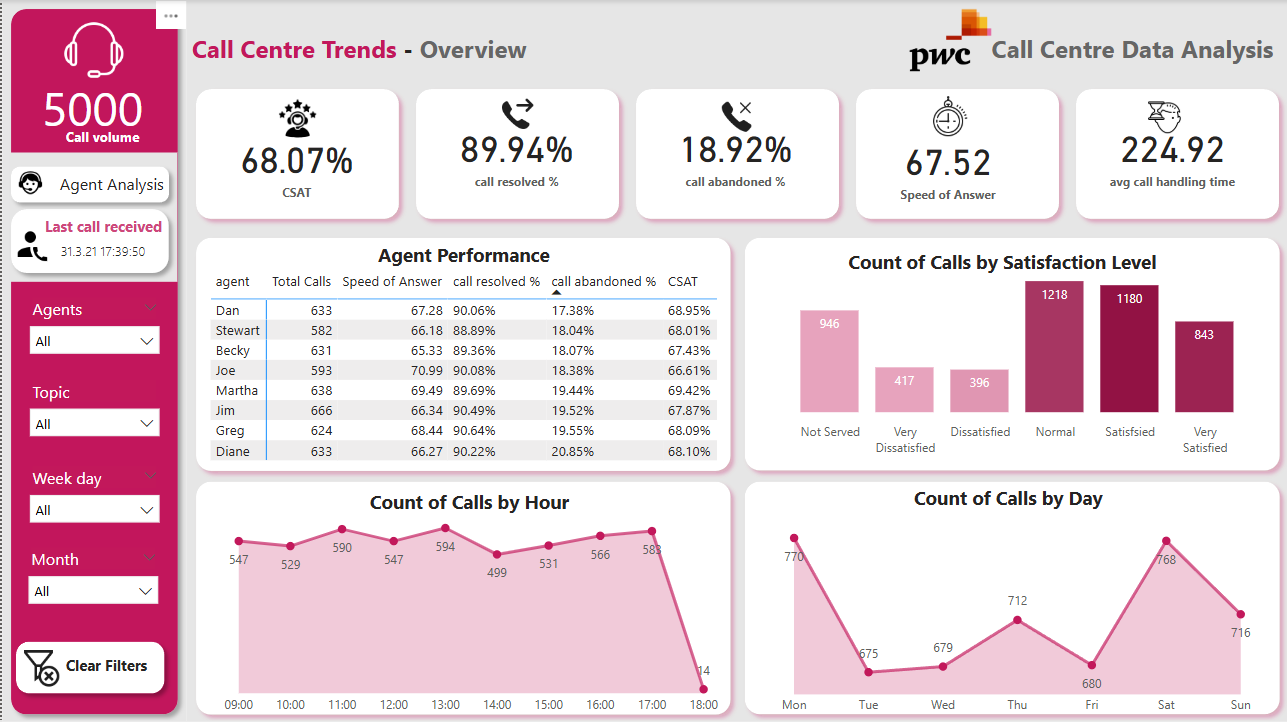 5000
Call volume
Agent Analysis
Last call received
31.3.21 17:39:50
Agents
All
Topic
All
Week day
All
Month
All
Clear Filters
Call Centre Trends - Overview
pwc
Call Centre Data Analysis
68.07%
CSAT
89.94%
call resolved %
18.92%
call abandoned %
67.52
Speed of Answer
224.92
avg call handling time
Agent Performance
agent Total Calls Speed of Answer call resolved % call abandoned % CSAT
Dan 633 67.28 90.06% 17.38% 68.95%
Stewart 582 66.18 88.89% 18.04% 68.01%
Becky 631 65.33 89.36% 18.07% 67.43%
Joe 593 70.99 90.08% 18.38% 66.61%
Martha 638 69.49 89.69% 19.44% 69.42%
Jim 666 66.34 90.49% 19.52% 67.87%
Greg 624 68.44 90.64% 19.55% 68.09%
Diane 633 66.27 90.22% 20.85% 68.10%
Count of Calls by Satisfaction Level
946 417 396 1218 1180 843
Not Served Very Dissatisfied Normal Satisfsied Very
Dissatisfied Satisfied
Count of Calls by Hour
547 529 590 547 594 499 531 566 583 14
09:00 10:00 11:00 12:00 13:00 14:00 15:00 16:00 17:00 18:00
Count of Calls by Day
770 675 679 712 680 768 716
Mon Tue Wed Thu Fri Sat Sun